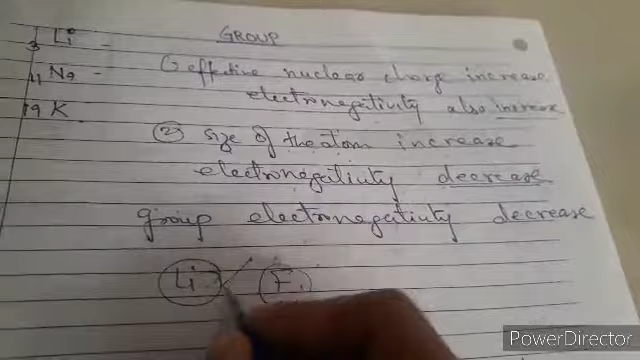 GROUP
3 Li -
① effective nuclear charge increase
11 Na -
electronegativity also increase
19 K -
② size of the atom increase
electronegativity decrease
group electronegativity decrease
Li F
PowerDirector